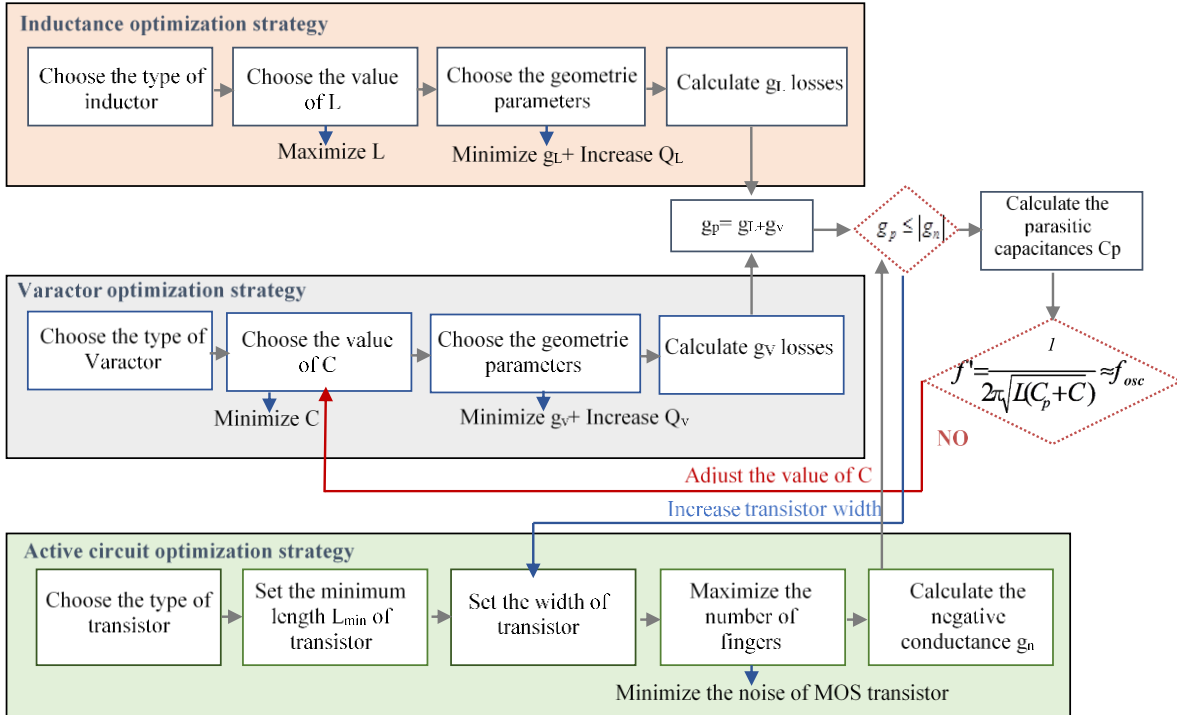 Inductance optimization strategy
Choose the type of
inductor
Choose the value
of L
Choose the geometrie
parameters
Calculate gL losses
Maximize L
Minimize gL+ Increase QL
gp= gL+gv
gp ≤ |gn|
Calculate the
parasitic
capacitances Cp
Varactor optimization strategy
Choose the type of
Varactor
Choose the value
of C
Choose the geometrie
parameters
Calculate gV losses
Minimize C
Minimize gV+ Increase QV
f'=1/2π√L(Cp+C) ≈fosc
NO
Adjust the value of C
Increase transistor width
Active circuit optimization strategy
Choose the type of
transistor
Set the minimum
length Lmin of
transistor
Set the width of
transistor
Maximize the
number of
fingers
Calculate the
negative
conductance gn
Minimize the noise of MOS transistor